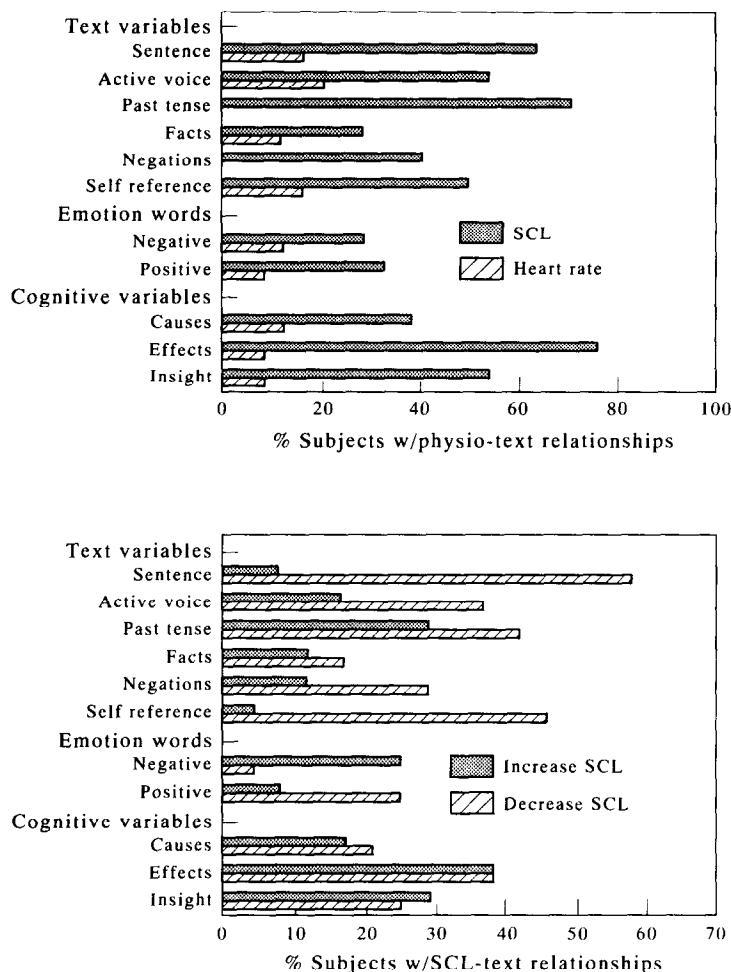 Text variables
Sentence
Active voice
Past tense
Facts
Negations
Self reference
Emotion words
Negative
Positive
Cognitive variables
Causes
Effects
Insight
SCL
Heart rate
0 20 40 60 80 100
% Subjects w/physio-text relationships
Text variables
Sentence
Active voice
Past tense
Facts
Negations
Self reference
Emotion words
Negative
Positive
Cognitive variables
Causes
Effects
Insight
Increase SCL
Decrease SCL
0 10 20 30 40 50 60 70
% Subjects w/SCL-text relationships